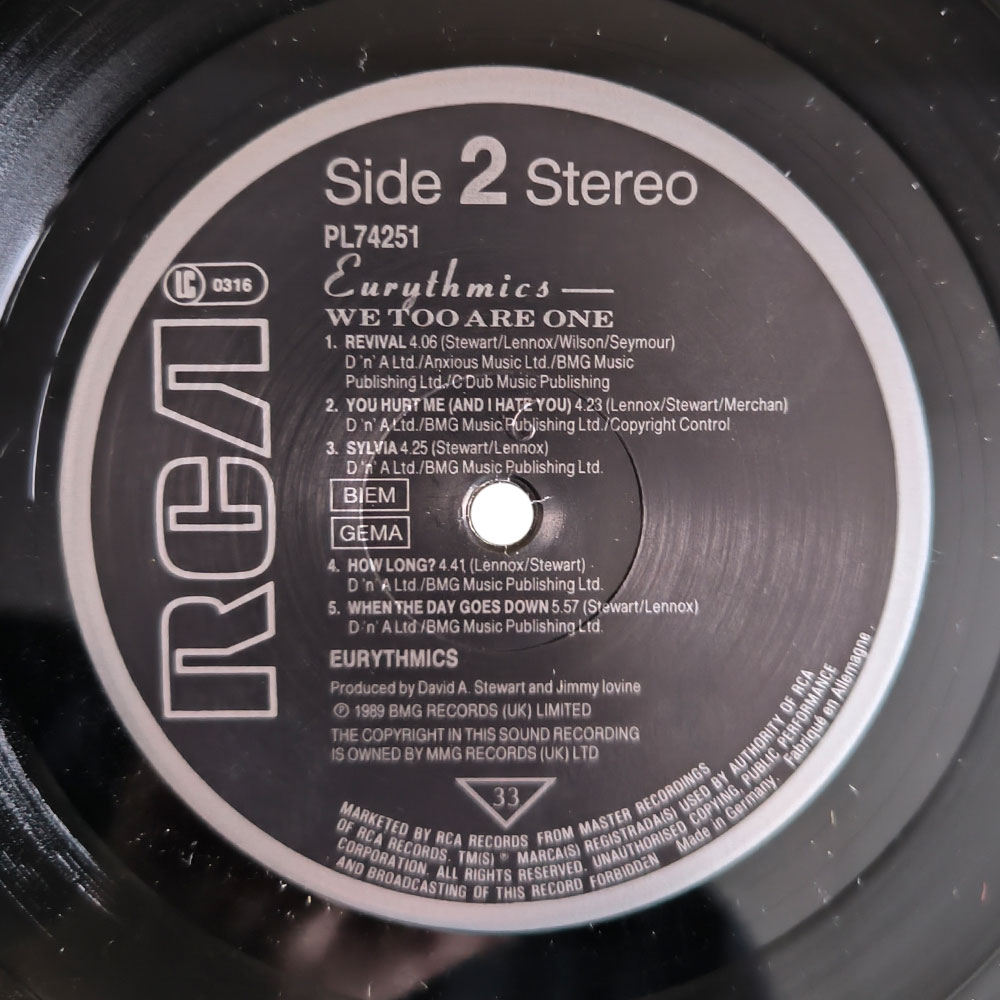 Side 2 Stereo
PL74251
LC 0316
Eurythmics —
WE TOO ARE ONE
1. REVIVAL 4.06 (Stewart/Lennox/Wilson/Seymour)
D 'n' A Ltd./Anxious Music Ltd./BMG Music
Publishing Ltd./C Dub Music Publishing
2. YOU HURT ME (AND I HATE YOU) 4.23 (Lennox/Stewart/Merchan)
D 'n' A Ltd./BMG Music Publishing Ltd./Copyright Control
3. SYLVIA 4.25 (Stewart/Lennox)
D 'n' A Ltd./BMG Music Publishing Ltd.
BIEM
GEMA
4. HOW LONG? 4.41 (Lennox/Stewart)
D 'n' A Ltd./BMG Music Publishing Ltd.
5. WHEN THE DAY GOES DOWN 5.57 (Stewart/Lennox)
D 'n' A Ltd./BMG Music Publishing Ltd.
EURYTHMICS
Produced by David A. Stewart and Jimmy Iovine
℗ 1989 BMG RECORDS (UK) LIMITED
THE COPYRIGHT IN THIS SOUND RECORDING
IS OWNED BY MMG RECORDS (UK) LTD
33
RCA
MARKETED BY RCA RECORDS FROM MASTER RECORDINGS
OF RCA RECORDS. TM(S) ® MARCA(S) REGISTRADA(S) USED BY AUTHORITY OF RCA
CORPORATION. ALL RIGHTS RESERVED. UNAUTHORISED COPYING, PUBLIC PERFORMANCE
AND BROADCASTING OF THIS RECORD FORBIDDEN Made in Germany. Fabriqué en Allemagne.